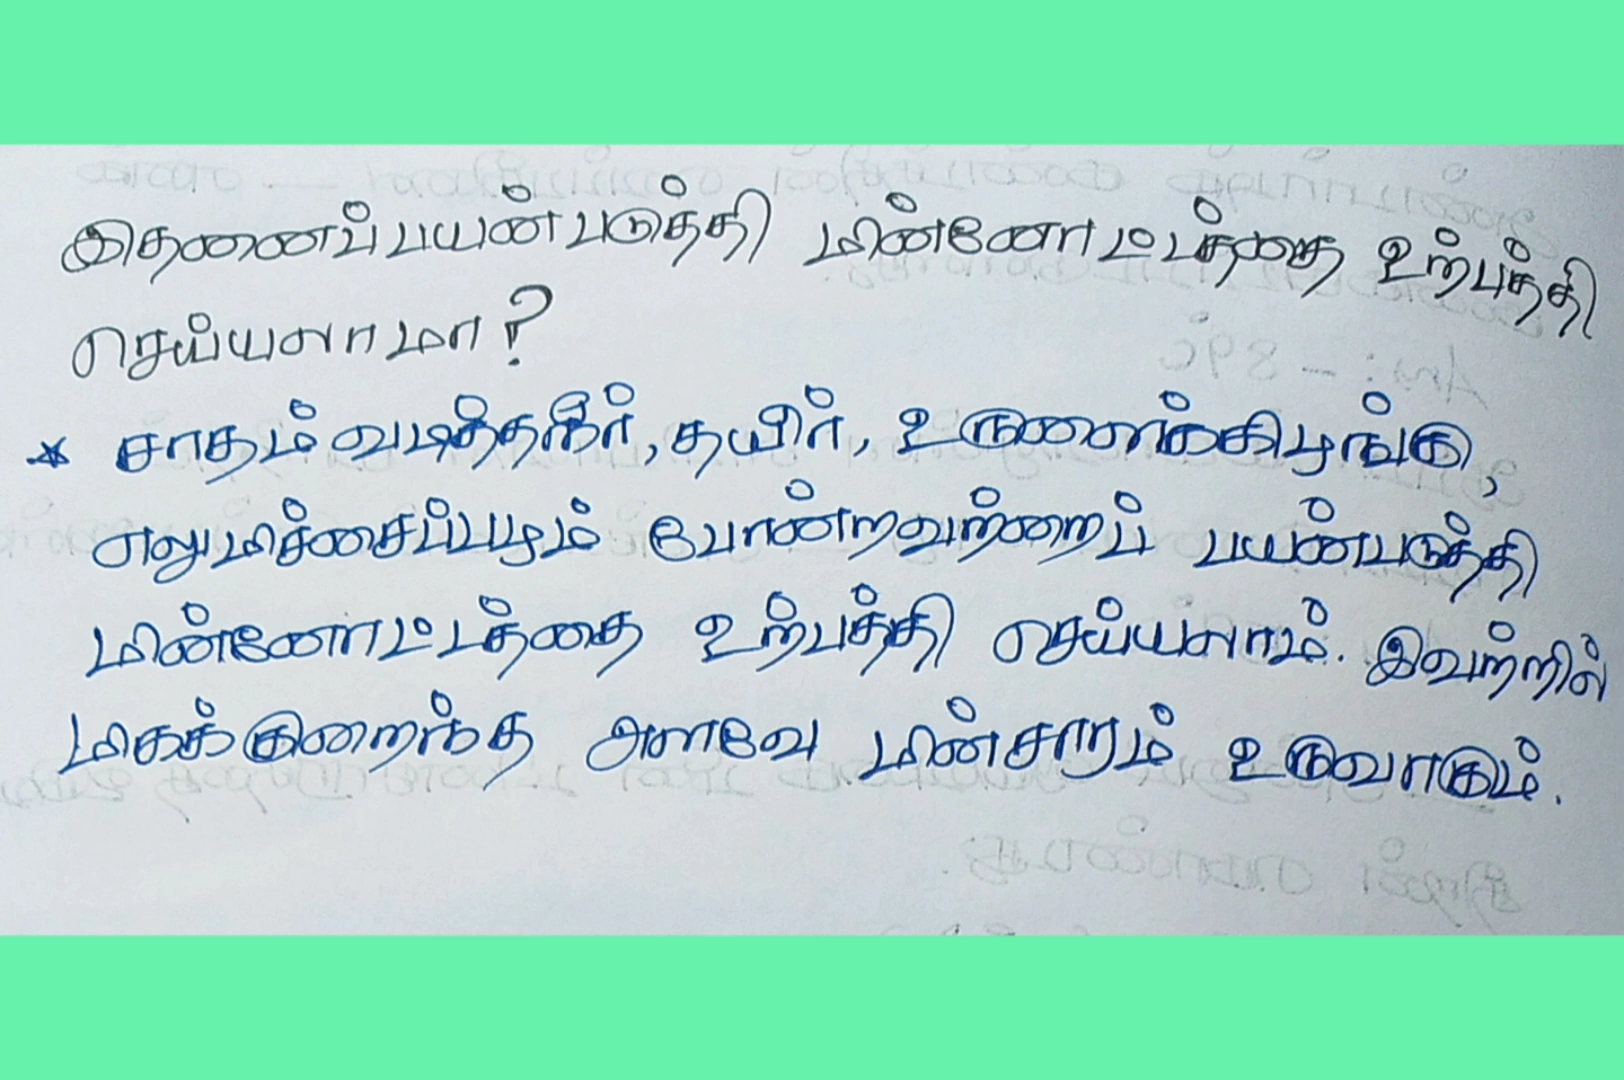 இதனைப்பயன்படுத்தி மின்னோட்டத்தை உற்பத்தி
செய்யலாமா?
* சாதம் வடித்தநீர், தயிர், உருளைக்கிழங்கு,
எலுமிச்சைப்பழம் போன்றவற்றைப் பயன்படுத்தி
மின்னோட்டத்தை உற்பத்தி செய்யலாம். இவற்றில்
மிகக்குறைந்த அளவே மின்சாரம் உருவாகும்.